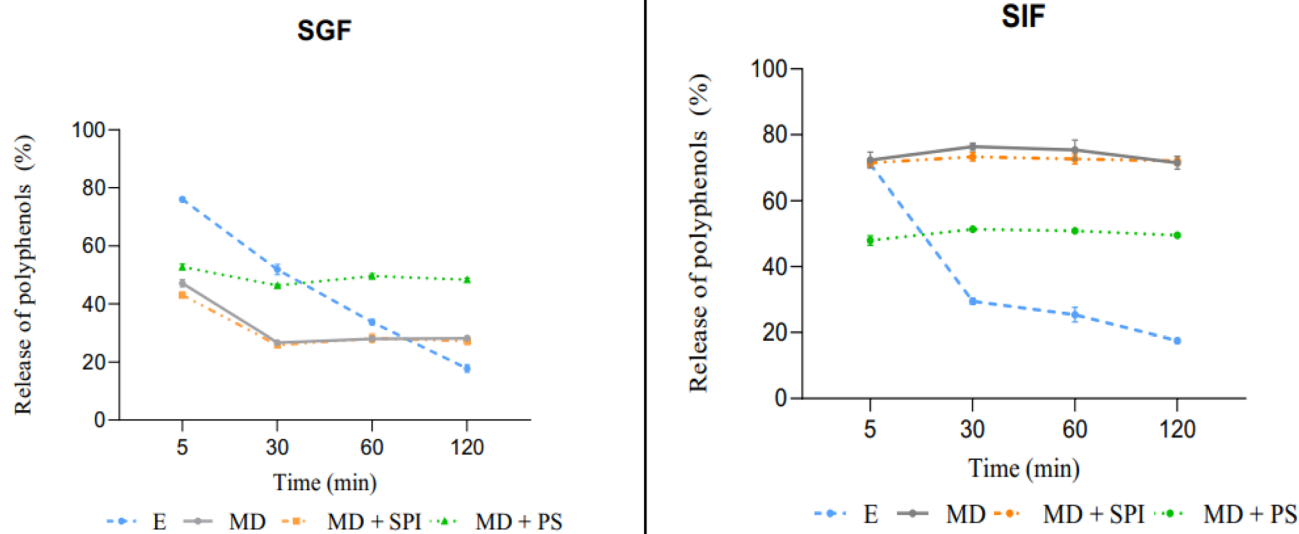 SGF
Release of polyphenols (%)
100
80
60
40
20
0
5 30 60 120
Time (min)
E MD MD + SPI MD + PS
SIF
Release of polyphenols (%)
100
80
60
40
20
0
5 30 60 120
Time (min)
E MD MD + SPI MD + PS